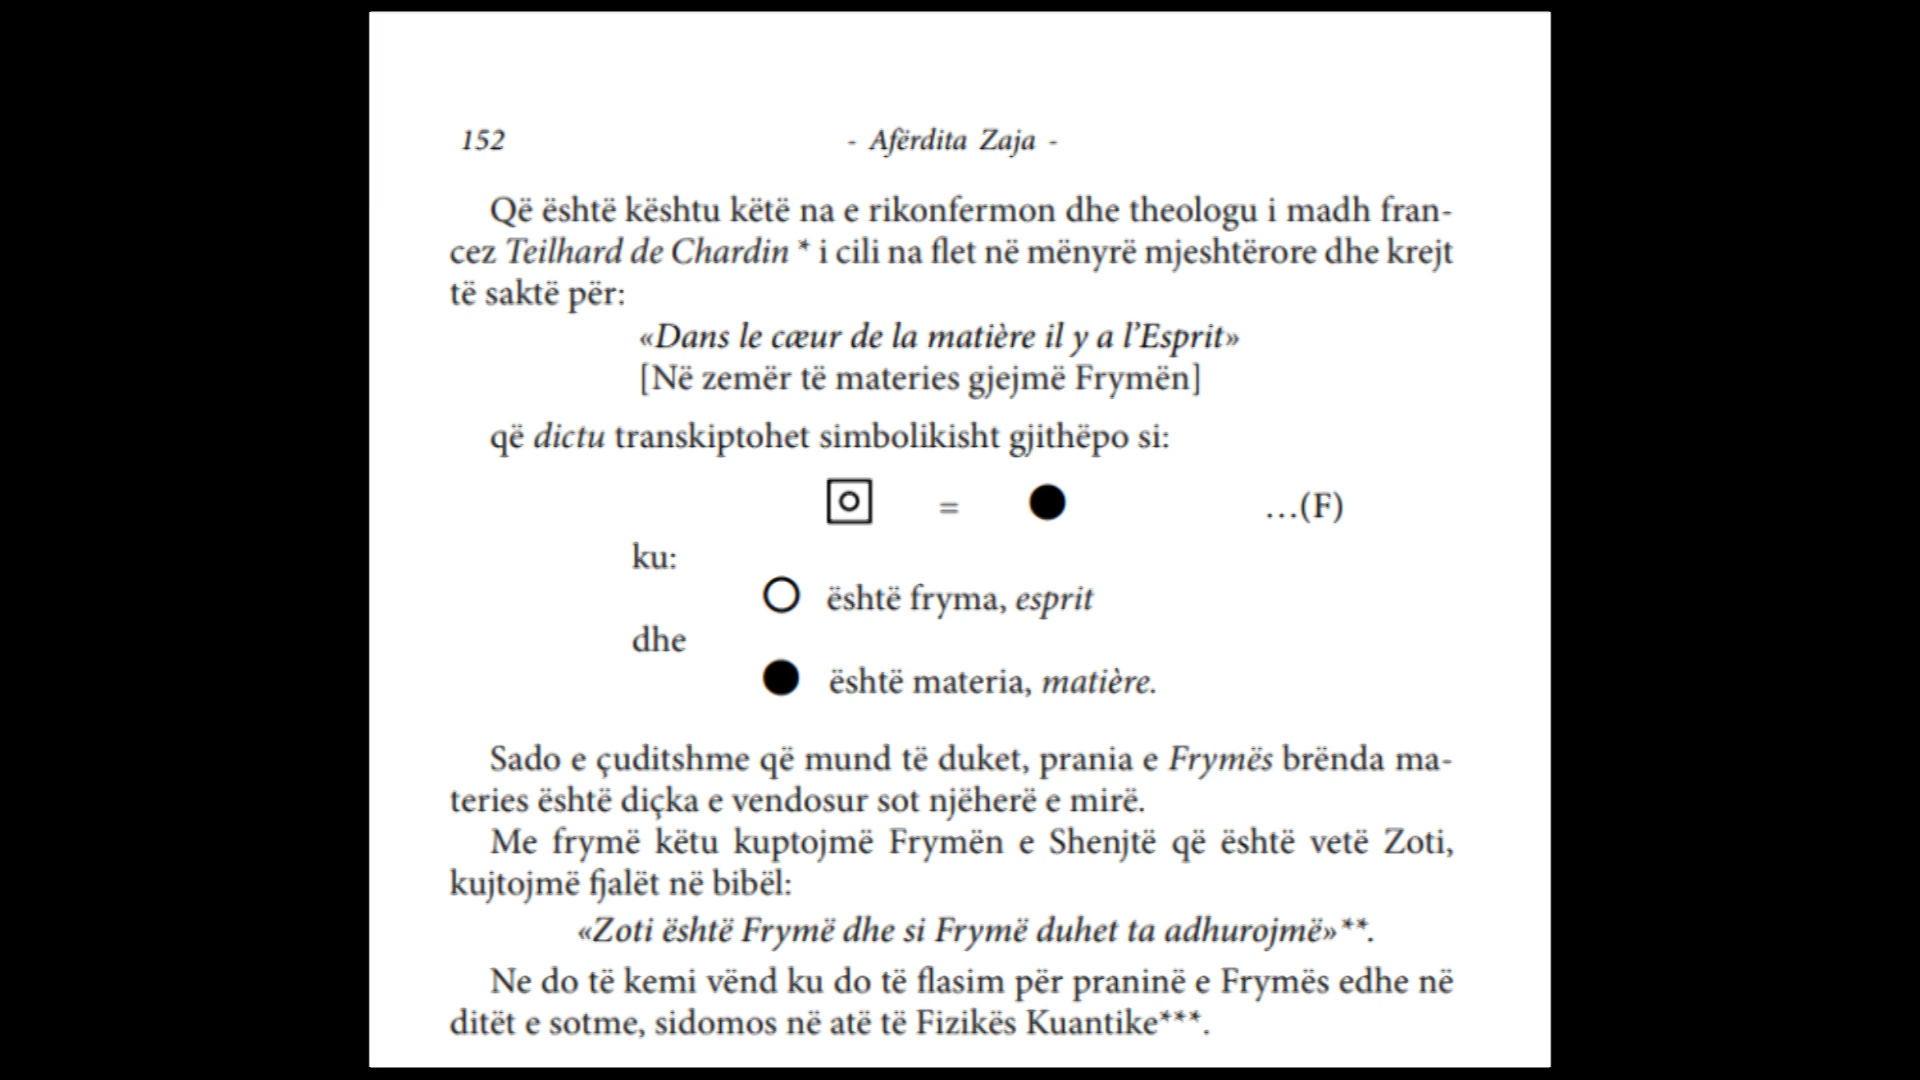 152 - Afërdita Zaja -
Që është kështu këtë na e rikonfermon dhe theologu i madh fran-
cez Teilhard de Chardin * i cili na flet në mënyrë mjeshtërore dhe krejt
të saktë për:
«Dans le cæur de la matière il y a l’Esprit»
[Në zemër të materies gjejmë Frymën]
që dictu transkiptohet simbolikisht gjithëpo si:
= …(F)
ku:
është fryma, esprit
dhe
është materia, matière.
Sado e çuditshme që mund të duket, prania e Frymës brënda ma-
teries është diçka e vendosur sot njëherë e mirë.
Me frymë këtu kuptojmë Frymën e Shenjtë që është vetë Zoti,
kujtojmë fjalët në bibël:
«Zoti është Frymë dhe si Frymë duhet ta adhurojmë»**.
Ne do të kemi vënd ku do të flasim për praninë e Frymës edhe në
ditët e sotme, sidomos në atë të Fizikës Kuantike***.